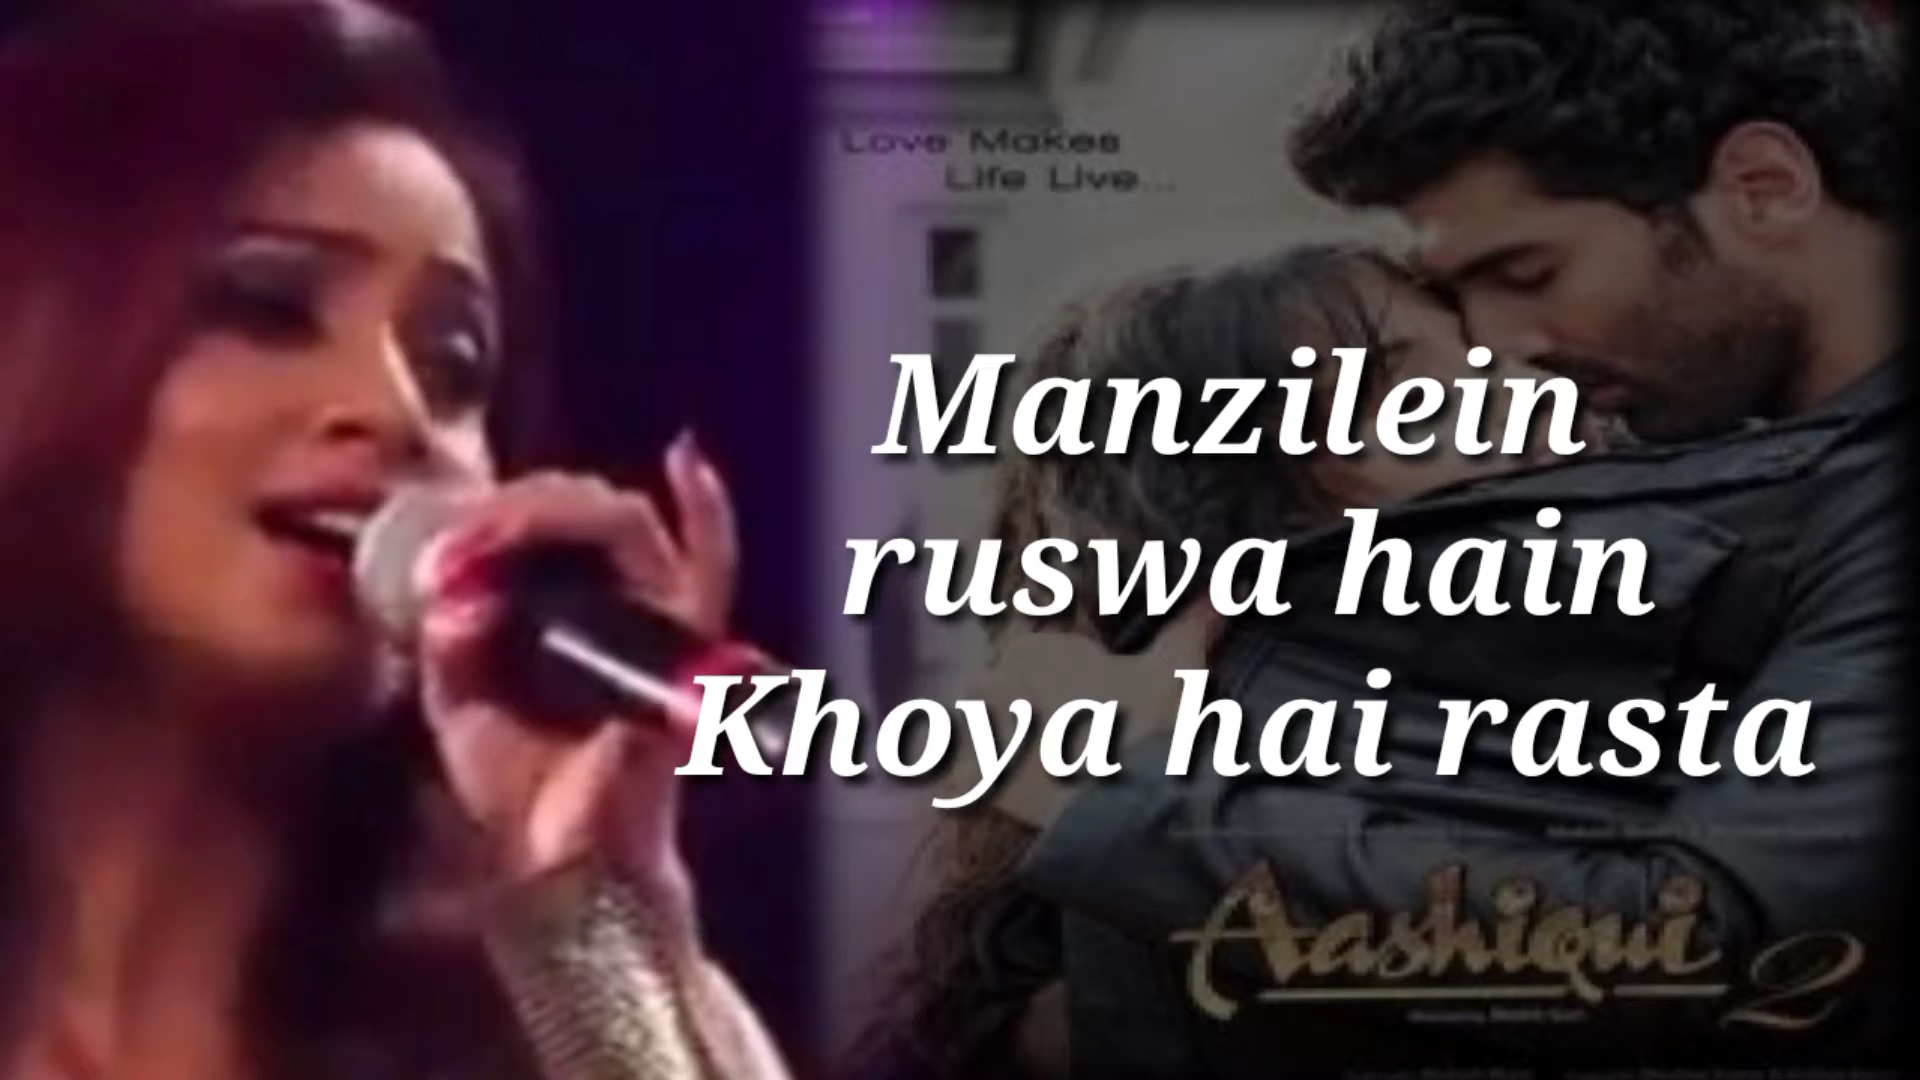 Love Makes
Life Live...
Manzilein
ruswa hain
Khoya hai rasta
Aashiqui 2